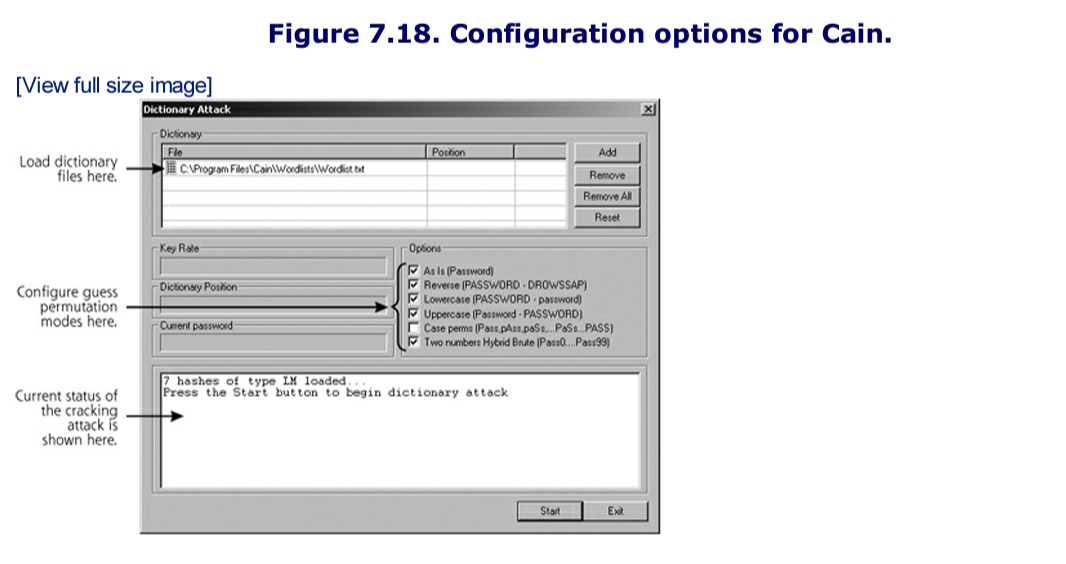 Figure 7.18. Configuration options for Cain.
[View full size image]
Dictionary Attack
Dictionary
File
Position
C:\Program Files\Cain\Wordlists\Wordlist.txt
Add
Remove
Remove All
Reset
Load dictionary
files here.
Key Rate
Dictionary Position
Current password
Options
As Is (Password)
Reverse (PASSWORD - DROWSSAP)
Lowercase (PASSWORD - password)
Uppercase (Password - PASSWORD)
Case perms (Pass,pAss,paSs,...PaSs...PASS)
Two numbers Hybrid Brute (Pass0....Pass99)
Configure guess
permutation
modes here.
7 hashes of type LM loaded...
Press the Start button to begin dictionary attack
Current status of
the cracking
attack is
shown here.
Start
Exit